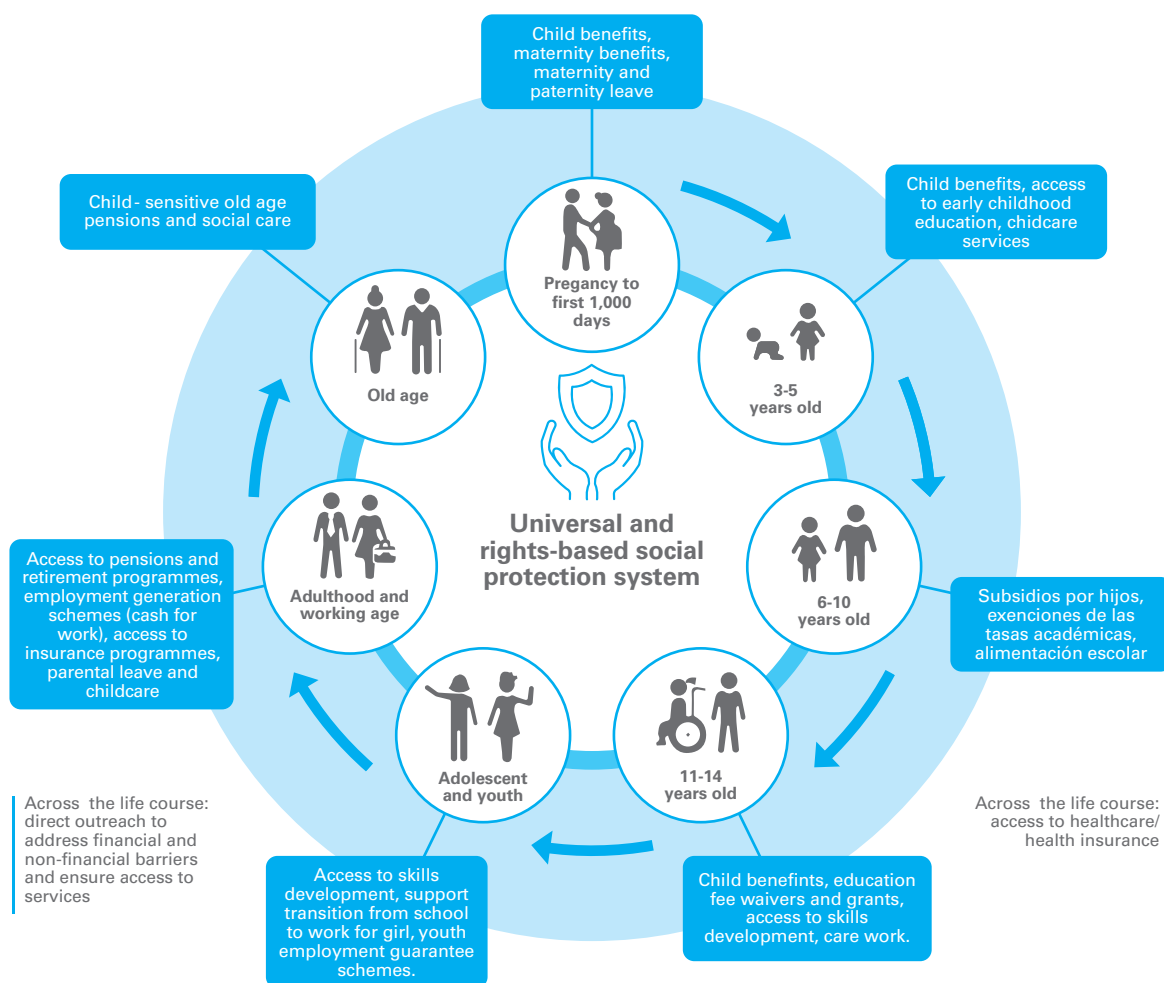 Child benefits,
maternity benefits,
maternity and
paternity leave
Child- sensitive old age
pensions and social care
Child benefits, access
to early childhood
education, chidcare
services
Pregancy to
first 1,000
days
3-5
years old
Old age
Universal and
rights-based social
protection system
6-10
years old
Subsidios por hijos,
exenciones de las
tasas académicas,
alimentación escolar
Adulthood and
working age
Access to pensions and
retirement programmes,
employment generation
schemes (cash for
work), access to
insurance programmes,
parental leave and
childcare
11-14
years old
Adolescent
and youth
Across the life course:
direct outreach to
address financial and
non-financial barriers
and ensure access to
services
Across the life course:
access to healthcare/
health insurance
Access to skills
development, support
transition from school
to work for girl, youth
employment guarantee
schemes.
Child benefints, education
fee waivers and grants,
access to skills
development, care work.